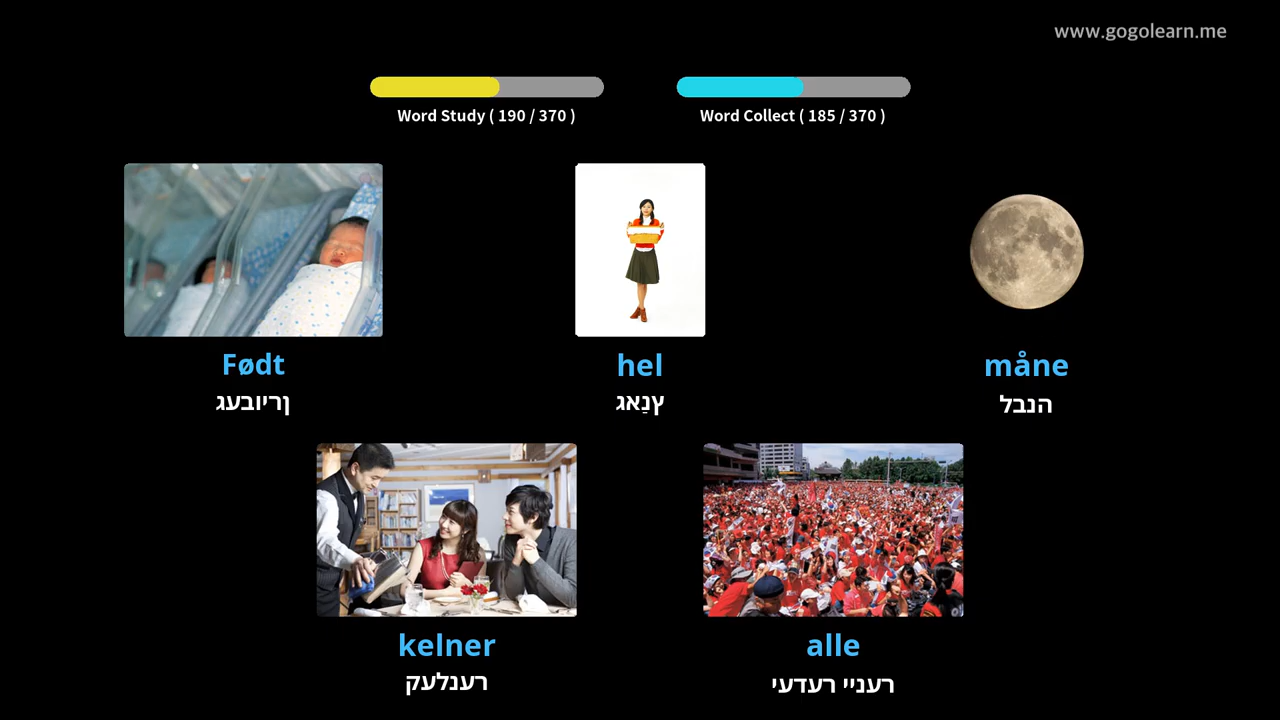 www.gogolearn.me
Word Study ( 190 / 370 )
Word Collect ( 185 / 370 )
Født
ןריובעג
hel
ץנַאג
måne
הנבל
kelner
רענלעק
alle
רעניי רעדעי